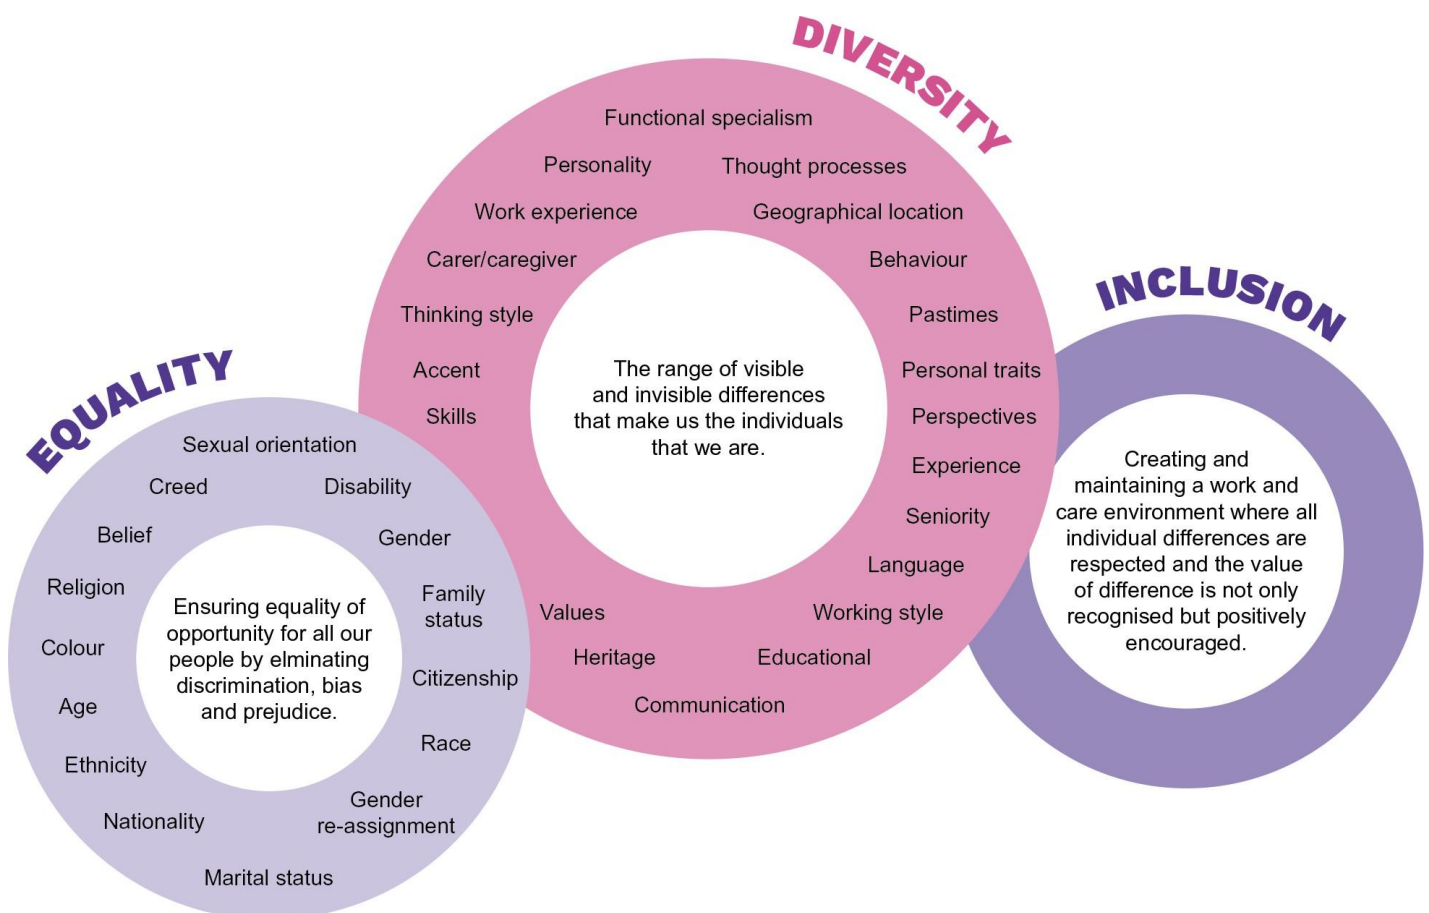 DIVERSITY
Functional specialism
Personality
Thought processes
Work experience
Geographical location
Carer/caregiver
Behaviour
Thinking style
Pastimes
Accent
Personal traits
Skills
Perspectives
Experience
Seniority
Language
Values
Working style
Heritage
Educational
Communication
The range of visible
and invisible differences
that make us the individuals
that we are.
EQUALITY
Sexual orientation
Creed
Disability
Belief
Gender
Religion
Family
status
Colour
Citizenship
Age
Race
Ethnicity
Gender
re-assignment
Nationality
Marital status
Ensuring equality of
opportunity for all our
people by elminating
discrimination, bias
and prejudice.
INCLUSION
Creating and
maintaining a work and
care environment where all
individual differences are
respected and the value
of difference is not only
recognised but positively
encouraged.